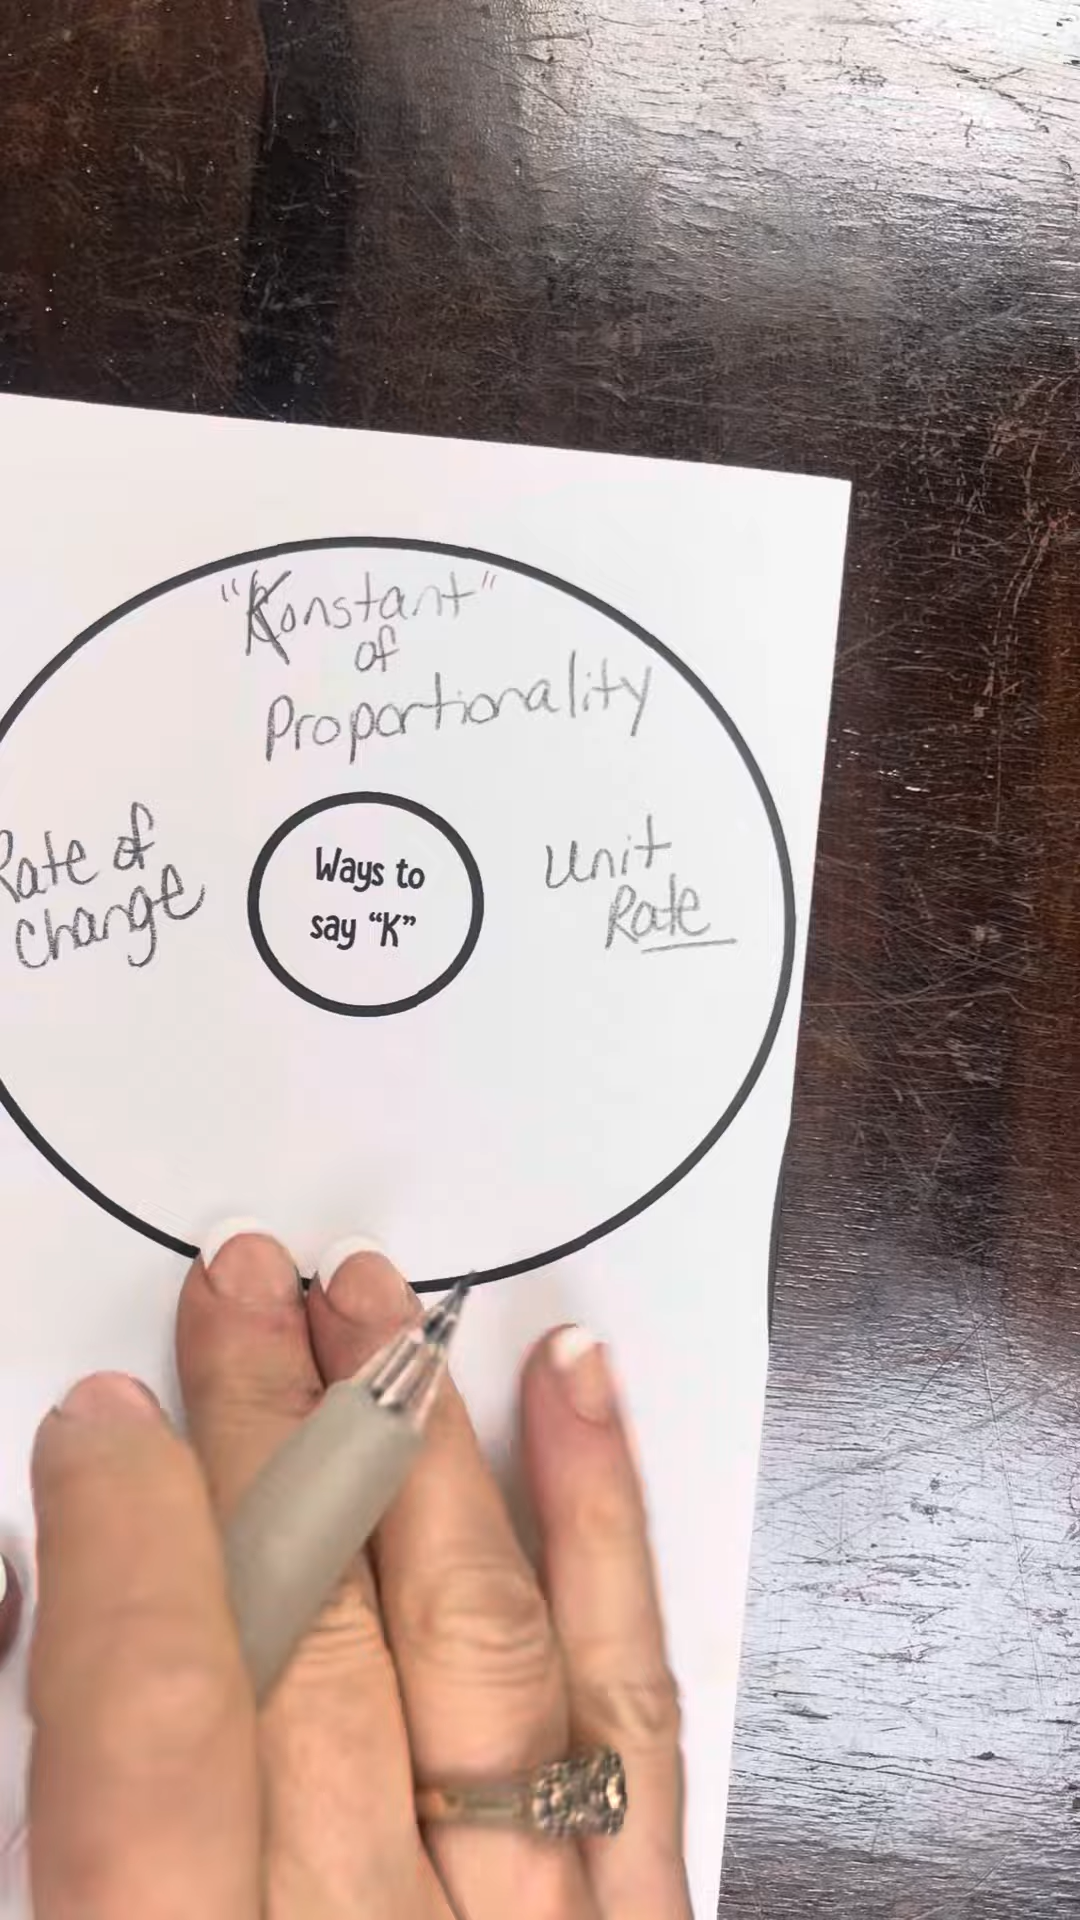 "Konstant"
of
Proportionality
Rate of
change
Ways to
say "K"
Unit
Rate